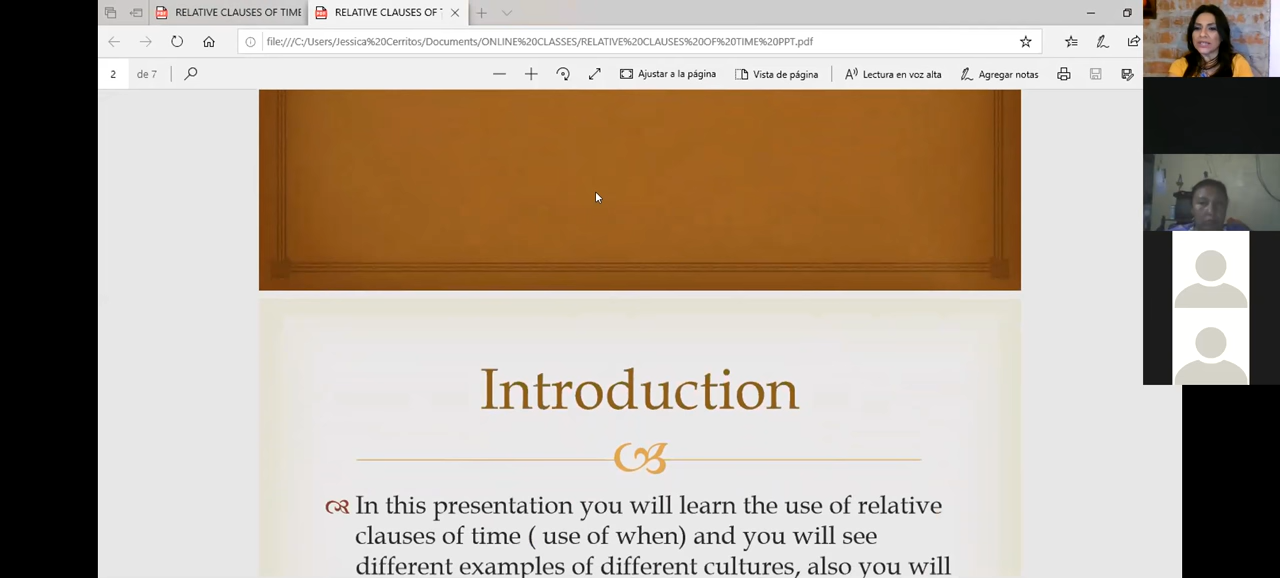 RELATIVE CLAUSES OF TIME
RELATIVE CLAUSES OF T
file:///C:/Users/Jessica%20Cerritos/Documents/ONLINE%20CLASSES/RELATIVE%20CLAUSES%20OF%20TIME%20PPT.pdf
2 de 7
Ajustar a la página
Vista de página
Lectura en voz alta
Agregar notas
Introduction
In this presentation you will learn the use of relative
clauses of time ( use of when) and you will see
different examples of different cultures, also you will